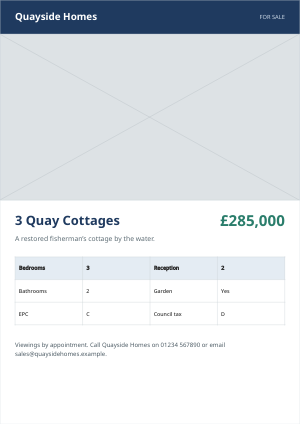 Quayside Homes
FOR SALE
3 Quay Cottages
£285,000
A restored fisherman's cottage by the water.
Bedrooms 3 Reception 2
Bathrooms 2 Garden Yes
EPC C Council tax D
Viewings by appointment. Call Quayside Homes on 01234 567890 or email
sales@quaysidehomes.example.